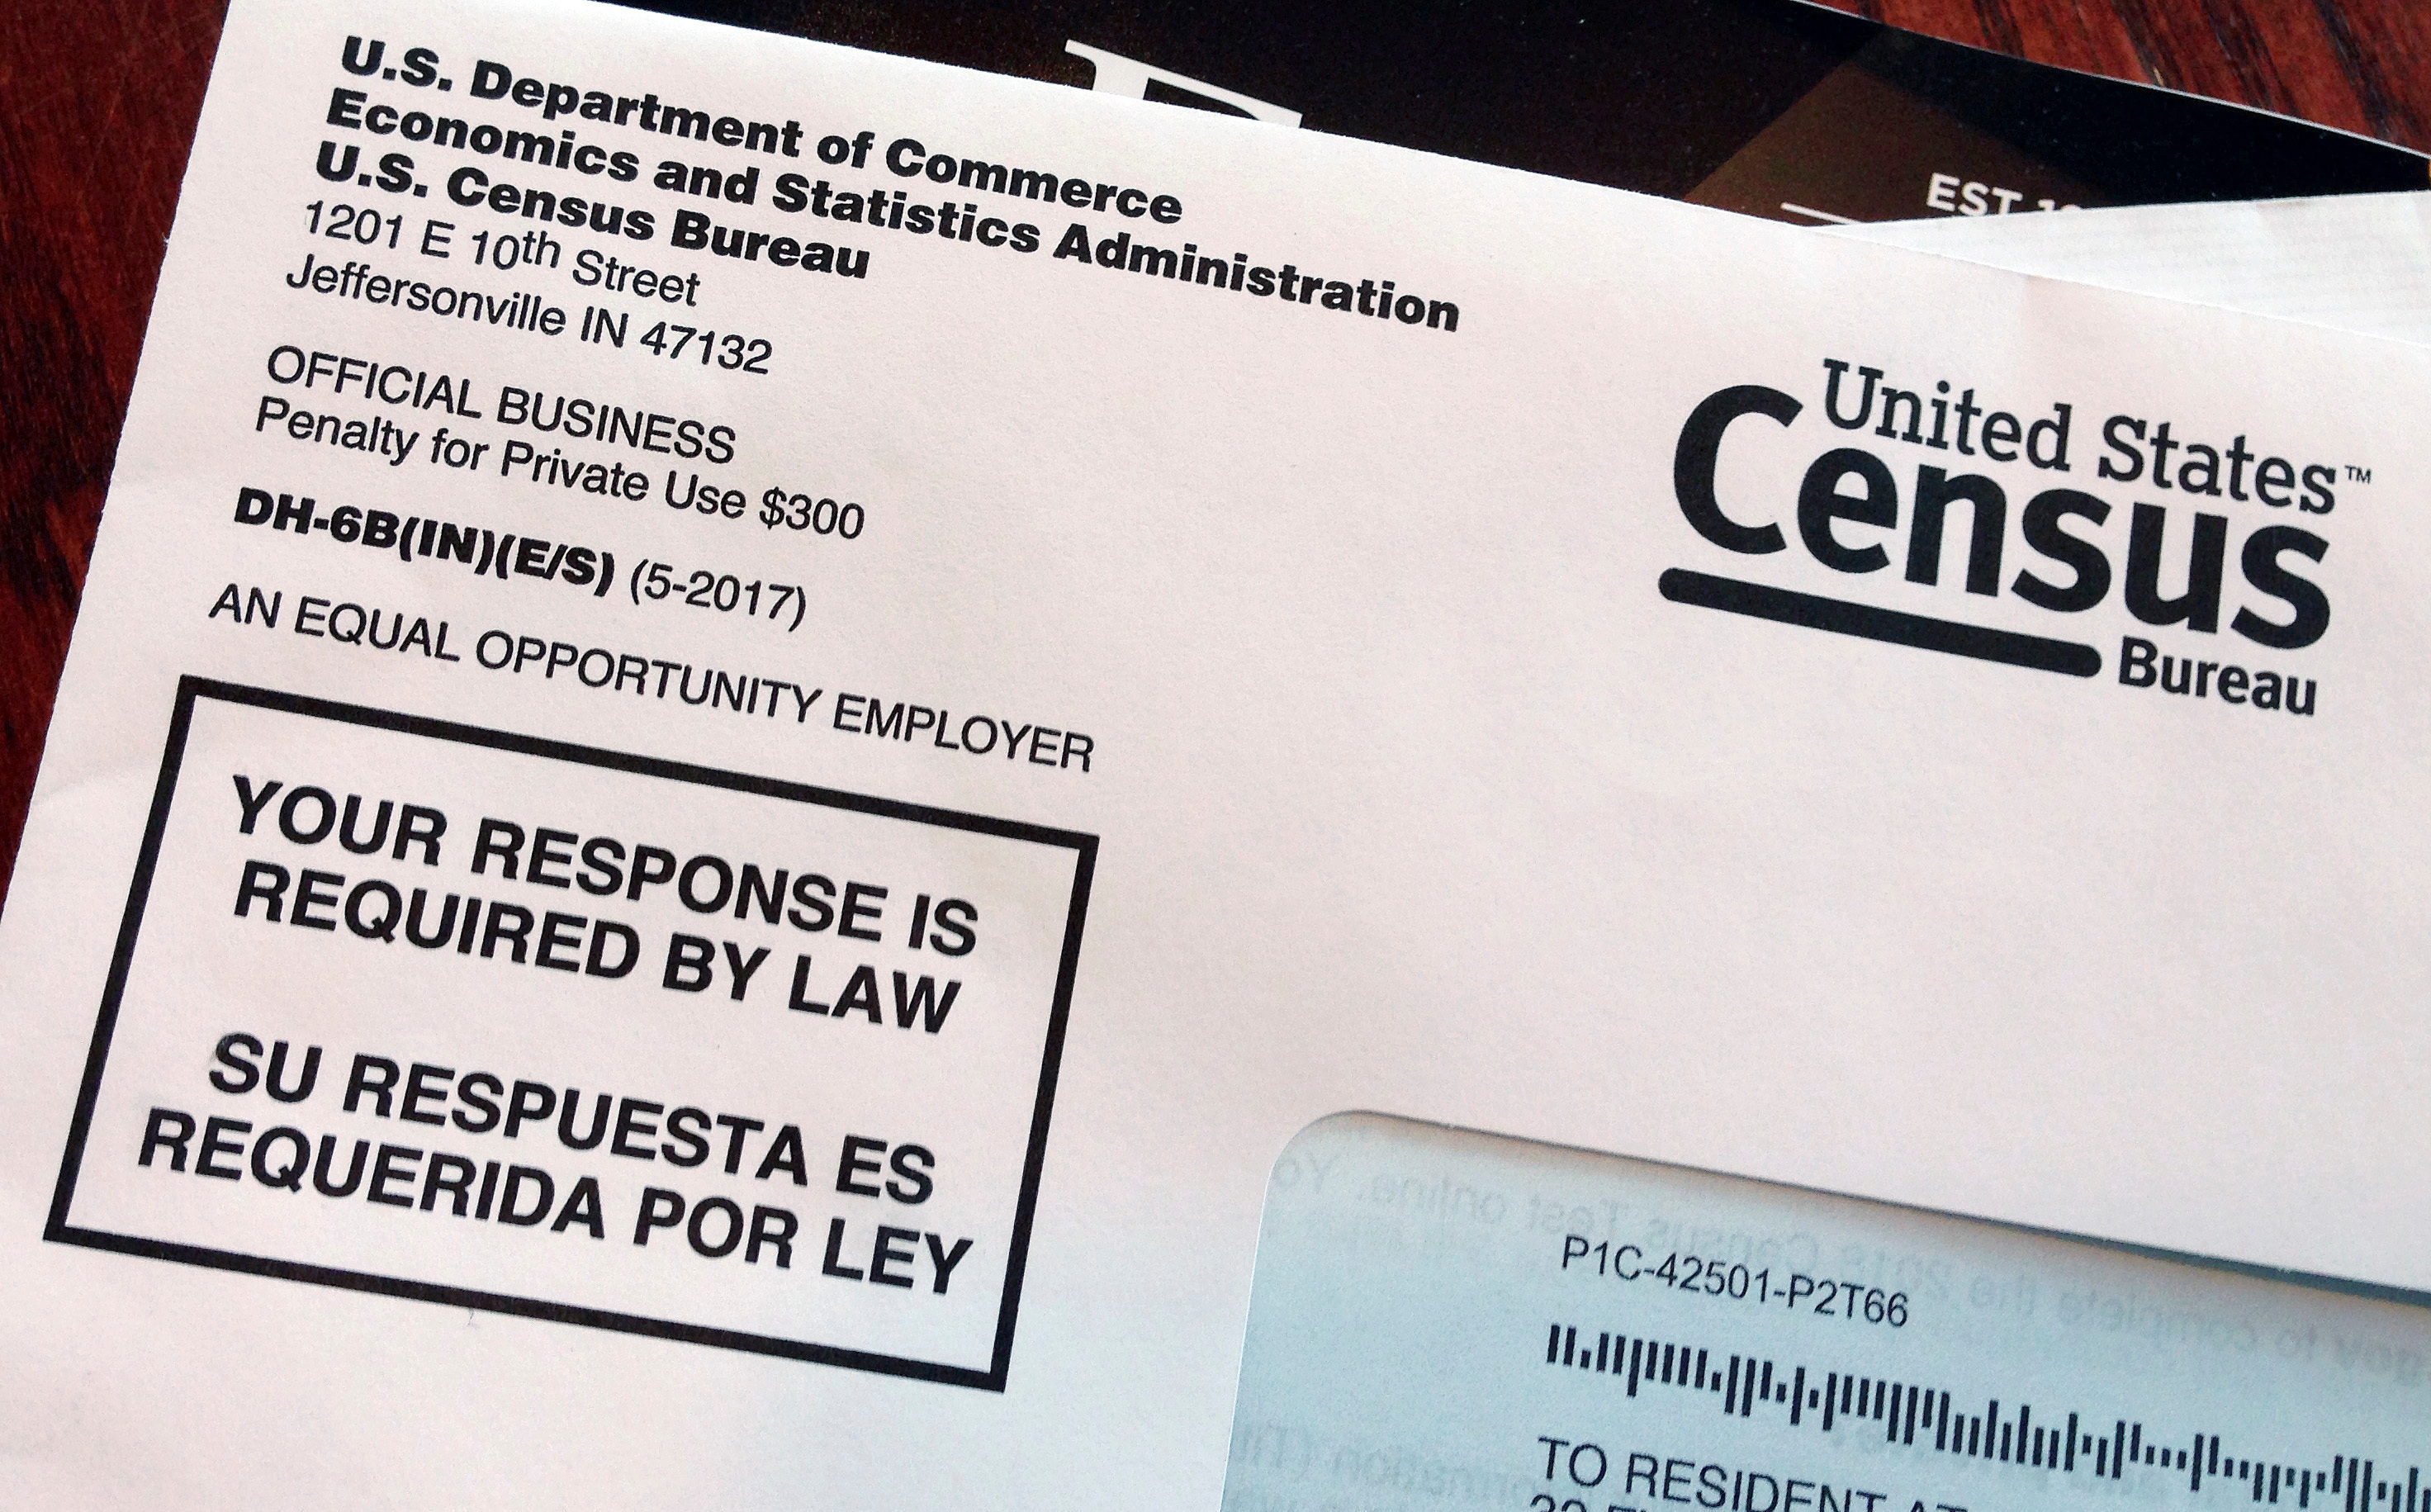 U.S. Department of Commerce
Economics and Statistics Administration
U.S. Census Bureau
1201 E 10th Street
Jeffersonville IN 47132
OFFICIAL BUSINESS
Penalty for Private Use $300
DH-6B(IN)(E/S) (5-2017)
AN EQUAL OPPORTUNITY EMPLOYER
YOUR RESPONSE IS
REQUIRED BY LAW
SU RESPUESTA ES
REQUERIDA POR LEY
EST
United States™
Census
Bureau
P1C-42501-P2T66
TO RESIDENT AT